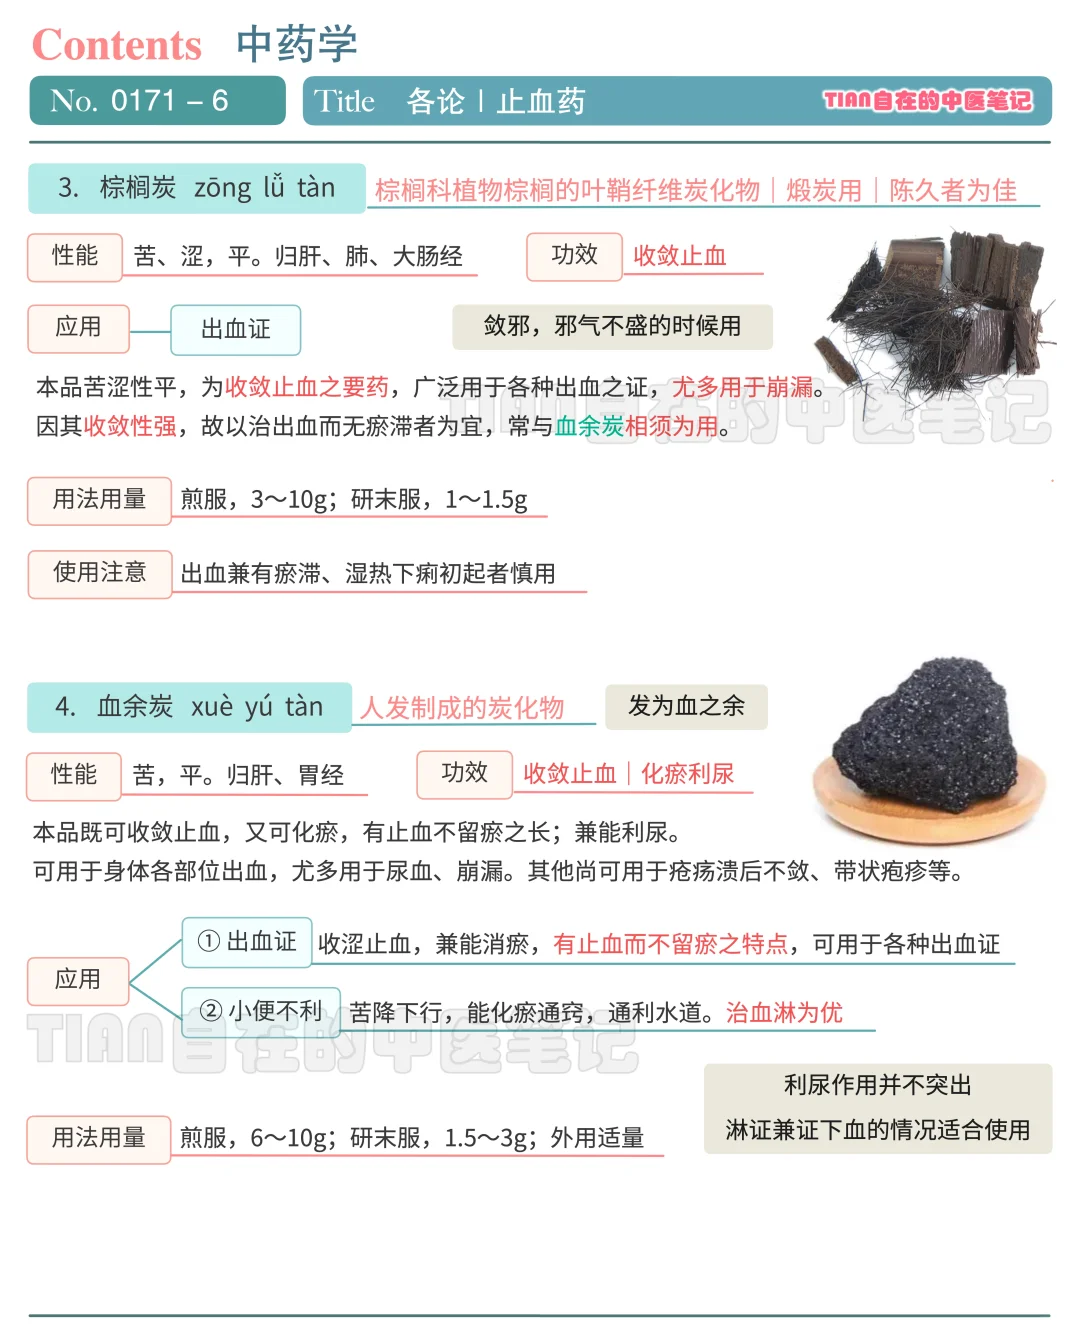 Contents 中药学
No. 0171 – 6 Title 各论 | 止血药 TIAN自在的中医笔记
3. 棕榈炭 zōng lǘ tàn 棕榈科植物棕榈的叶鞘纤维炭化物｜煅炭用｜陈久者为佳
性能 苦、涩，平。归肝、肺、大肠经 功效 收敛止血
应用 出血证 敛邪，邪气不盛的时候用
本品苦涩性平，为收敛止血之要药，广泛用于各种出血之证，尤多用于崩漏。
因其收敛性强，故以治出血而无瘀滞者为宜，常与血余炭相须为用。
TIAN自在的中医笔记
用法用量 煎服，3～10g；研末服，1～1.5g
使用注意 出血兼有瘀滞、湿热下痢初起者慎用
4. 血余炭 xuè yú tàn 人发制成的炭化物 发为血之余
性能 苦，平。归肝、胃经 功效 收敛止血｜化瘀利尿
本品既可收敛止血，又可化瘀，有止血不留瘀之长；兼能利尿。
可用于身体各部位出血，尤多用于尿血、崩漏。其他尚可用于疮疡溃后不敛、带状疱疹等。
应用
① 出血证 收涩止血，兼能消瘀，有止血而不留瘀之特点，可用于各种出血证
② 小便不利 苦降下行，能化瘀通窍，通利水道。治血淋为优
TIAN自在的中医笔记
利尿作用并不突出
淋证兼证下血的情况适合使用
用法用量 煎服，6～10g；研末服，1.5～3g；外用适量